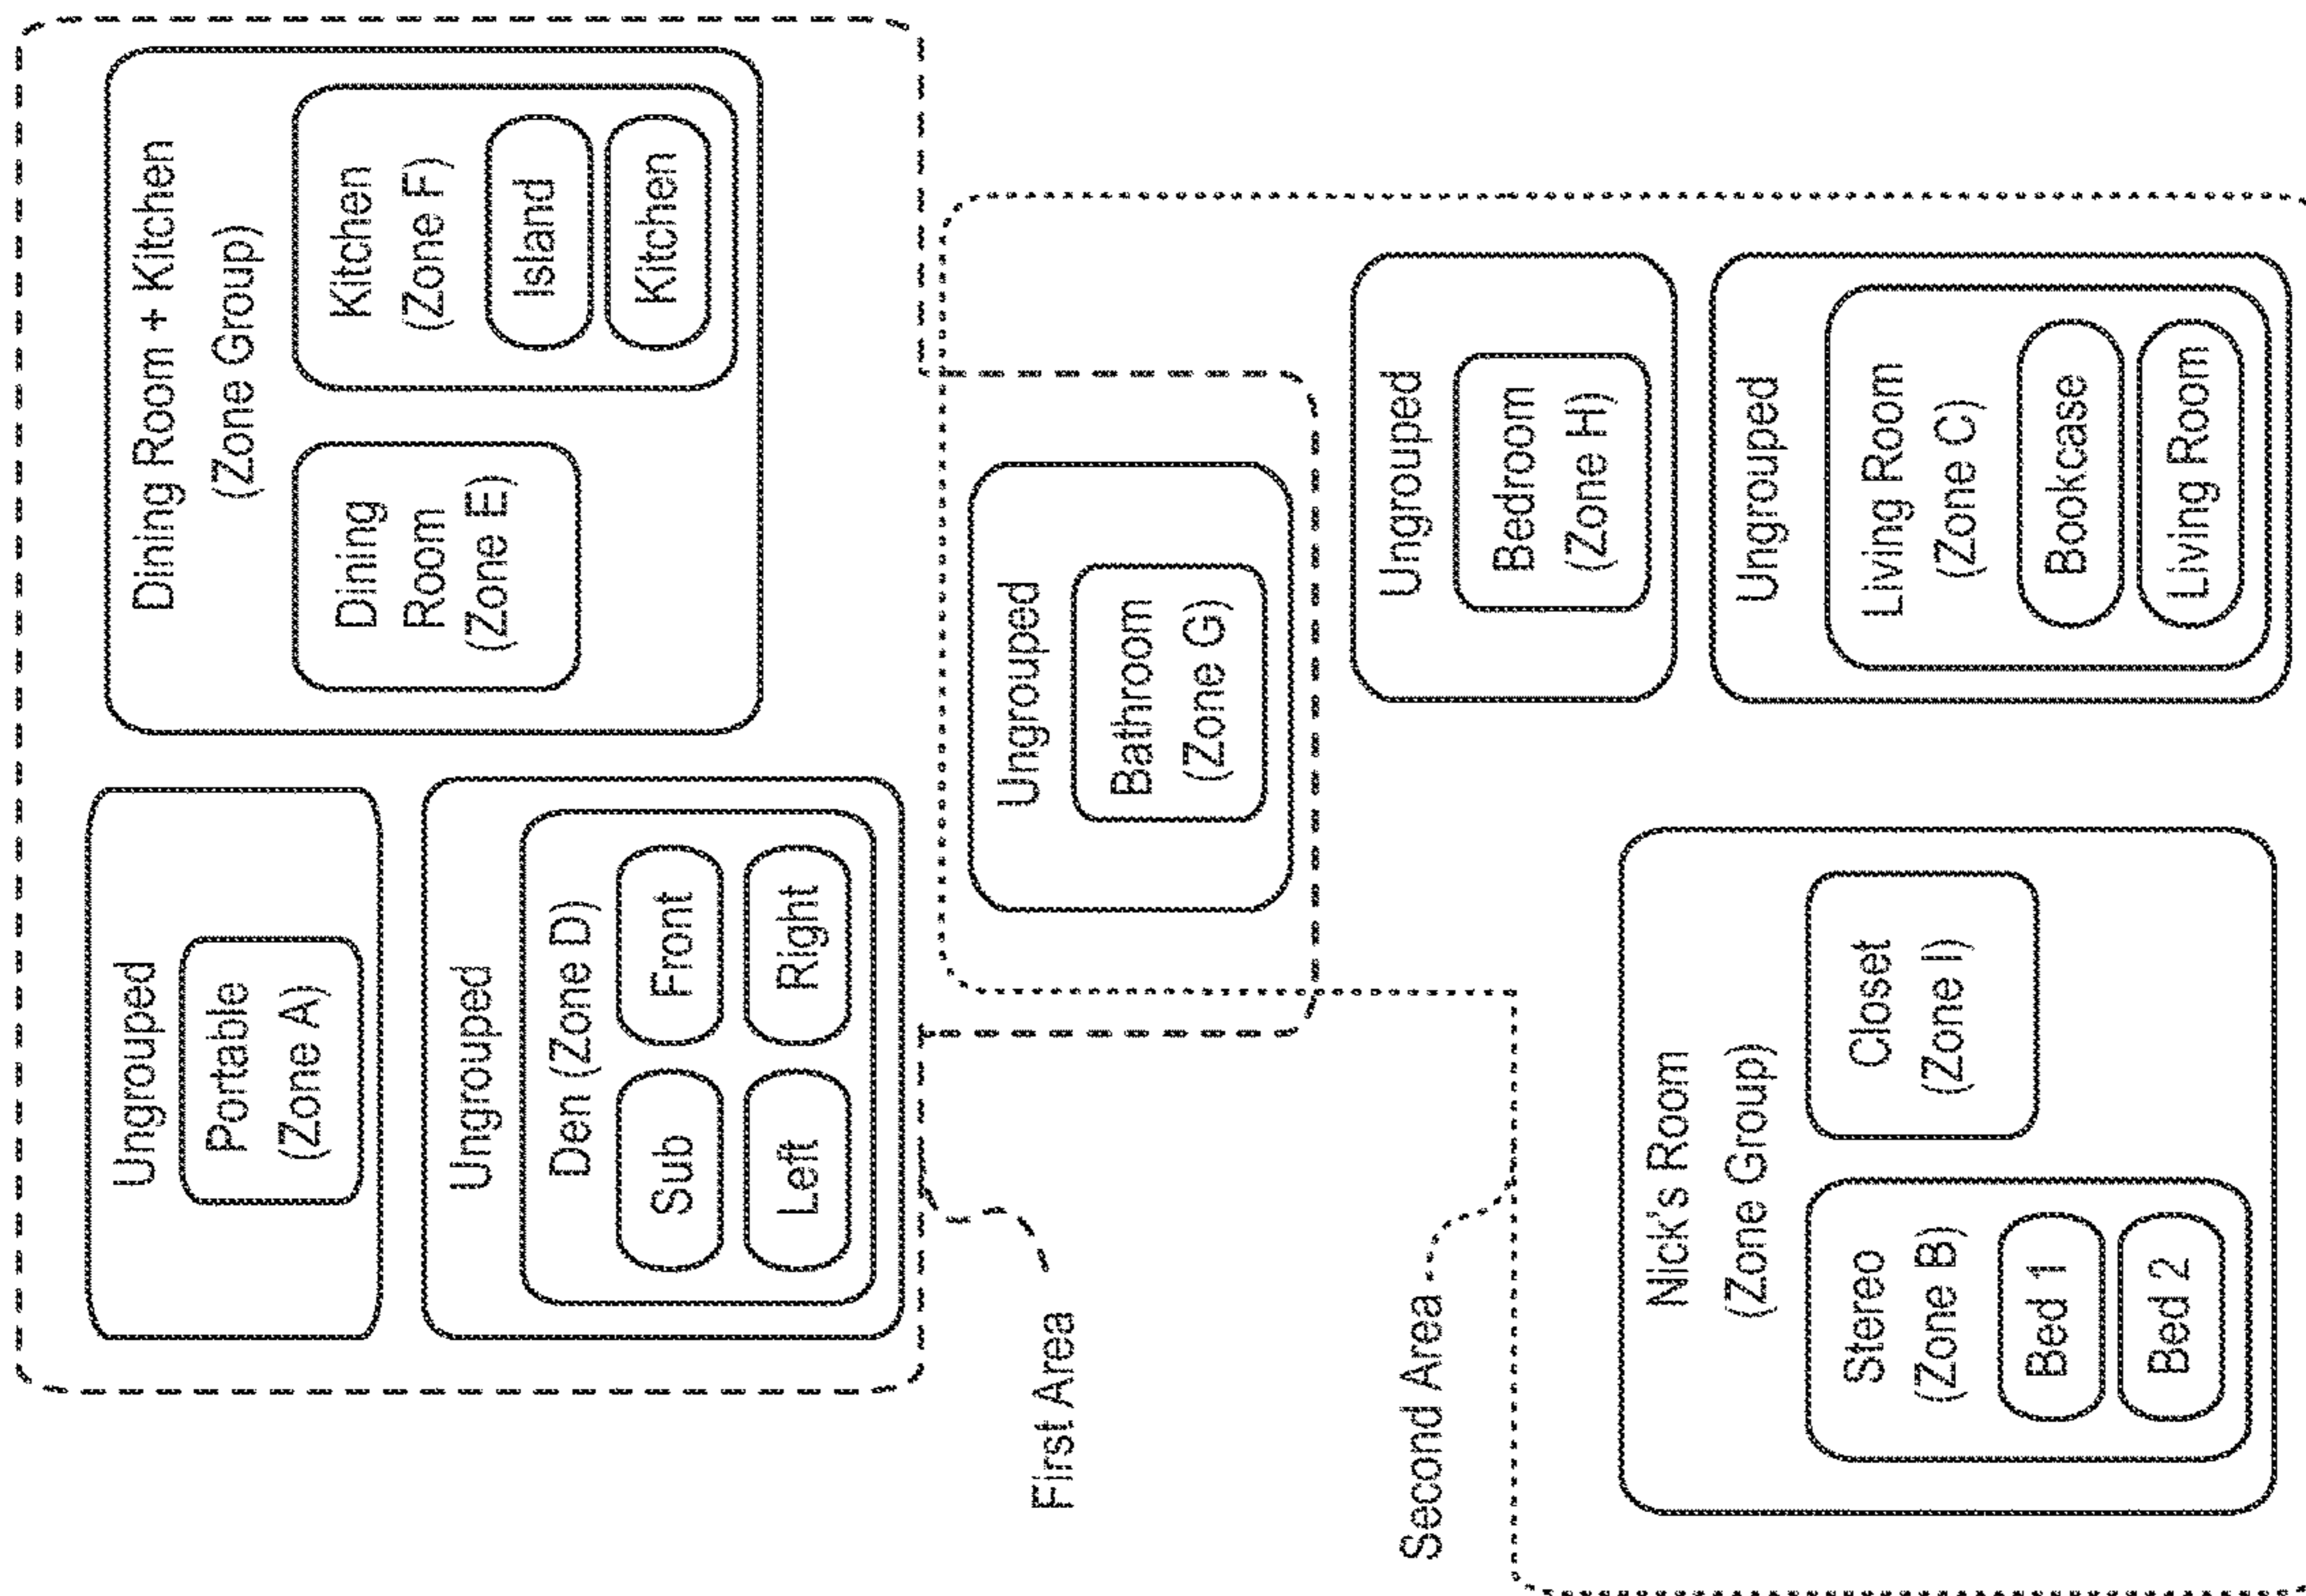 Ungrouped
Portable
(Zone A)
Ungrouped
Den (Zone D)
Sub
Front
Left
Right
Dining Room + Kitchen
(Zone Group)
Dining
Room
(Zone E)
Kitchen
(Zone F)
Island
Kitchen
First Area
Ungrouped
Bathroom
(Zone G)
Second Area
Ungrouped
Bedroom
(Zone H)
Nick's Room
(Zone Group)
Stereo
(Zone B)
Bed 1
Bed 2
Closet
(Zone I)
Ungrouped
Living Room
(Zone C)
Bookcase
Living Room